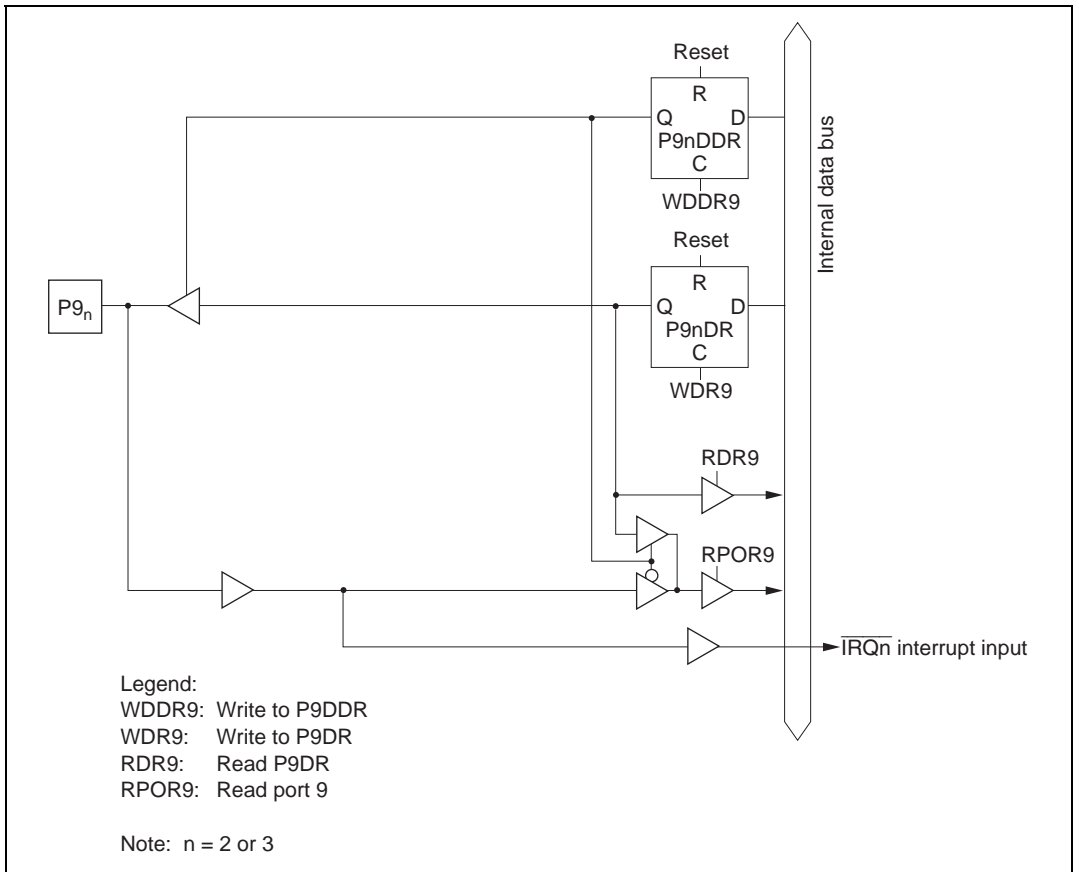 Reset
R
Q D
P9nDDR
C
WDDR9
Internal data bus
Reset
R
P9n
Q D
P9nDR
C
WDR9
RDR9
RPOR9
IRQn interrupt input
Legend:
WDDR9: Write to P9DDR
WDR9: Write to P9DR
RDR9: Read P9DR
RPOR9: Read port 9
Note: n = 2 or 3